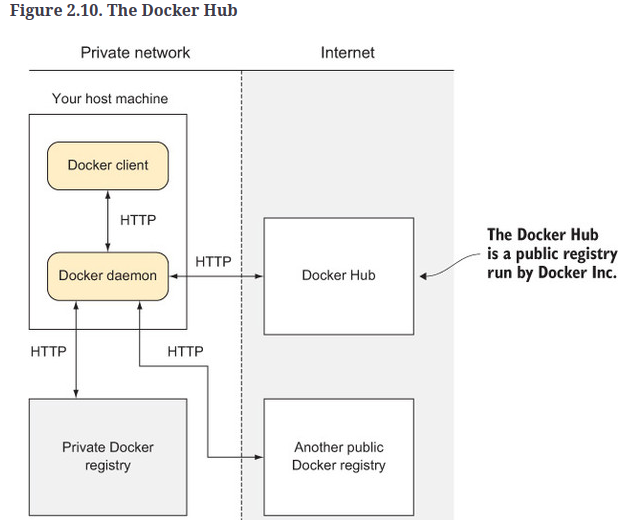 Figure 2.10. The Docker Hub
Private network
Internet
Your host machine
Docker client
HTTP
Docker daemon
HTTP
Docker Hub
The Docker Hub
is a public registry
run by Docker Inc.
HTTP
HTTP
Private Docker
registry
Another public
Docker registry